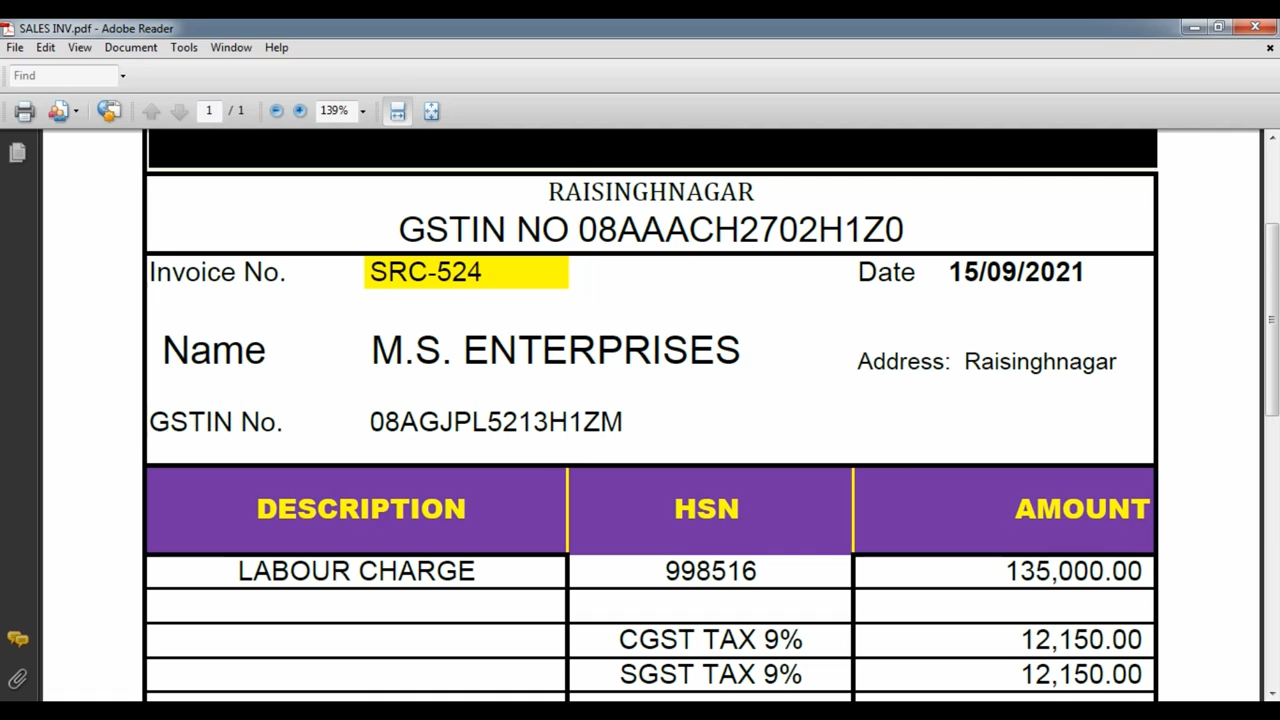 SALES INV.pdf - Adobe Reader
File Edit View Document Tools Window Help
Find
1 / 1 139%
RAISINGHNAGAR
GSTIN NO 08AAACH2702H1Z0
Invoice No. SRC-524 Date 15/09/2021
Name M.S. ENTERPRISES Address: Raisinghnagar
GSTIN No. 08AGJPL5213H1ZM
DESCRIPTION HSN AMOUNT
LABOUR CHARGE 998516 135,000.00
CGST TAX 9% 12,150.00
SGST TAX 9% 12,150.00